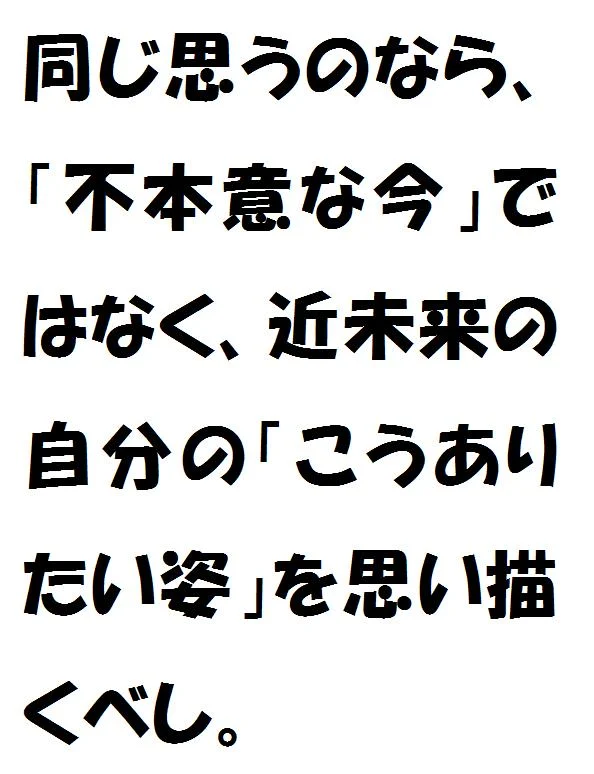 同じ思うのなら、
「不本意な今」で
はなく、近未来の
自分の「こうあり
たい姿」を思い描
くべし。